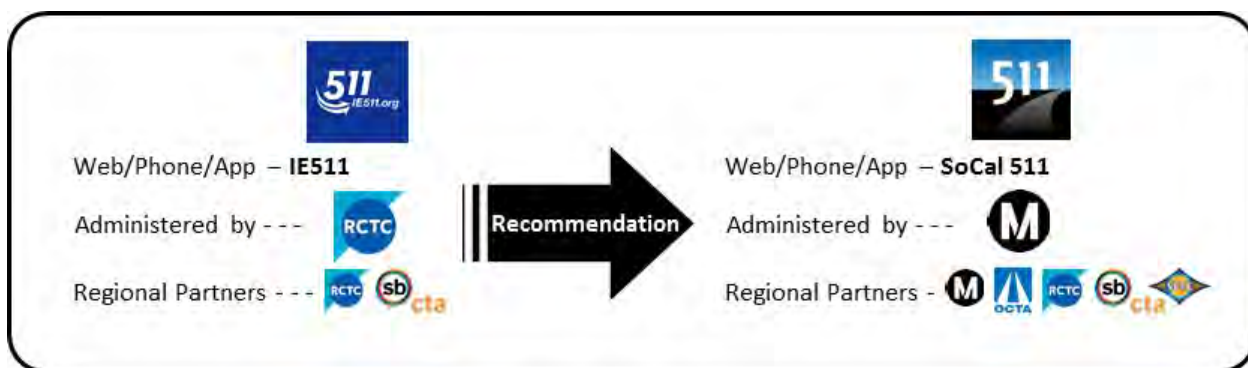 511
IE511.org
Web/Phone/App – IE511
Administered by - - -
RCTC
Regional Partners - - -
RCTC
sb
cta
Recommendation
511
Web/Phone/App – SoCal 511
Administered by - - -
M
Regional Partners -
M
OCTA
RCTC
sb
cta